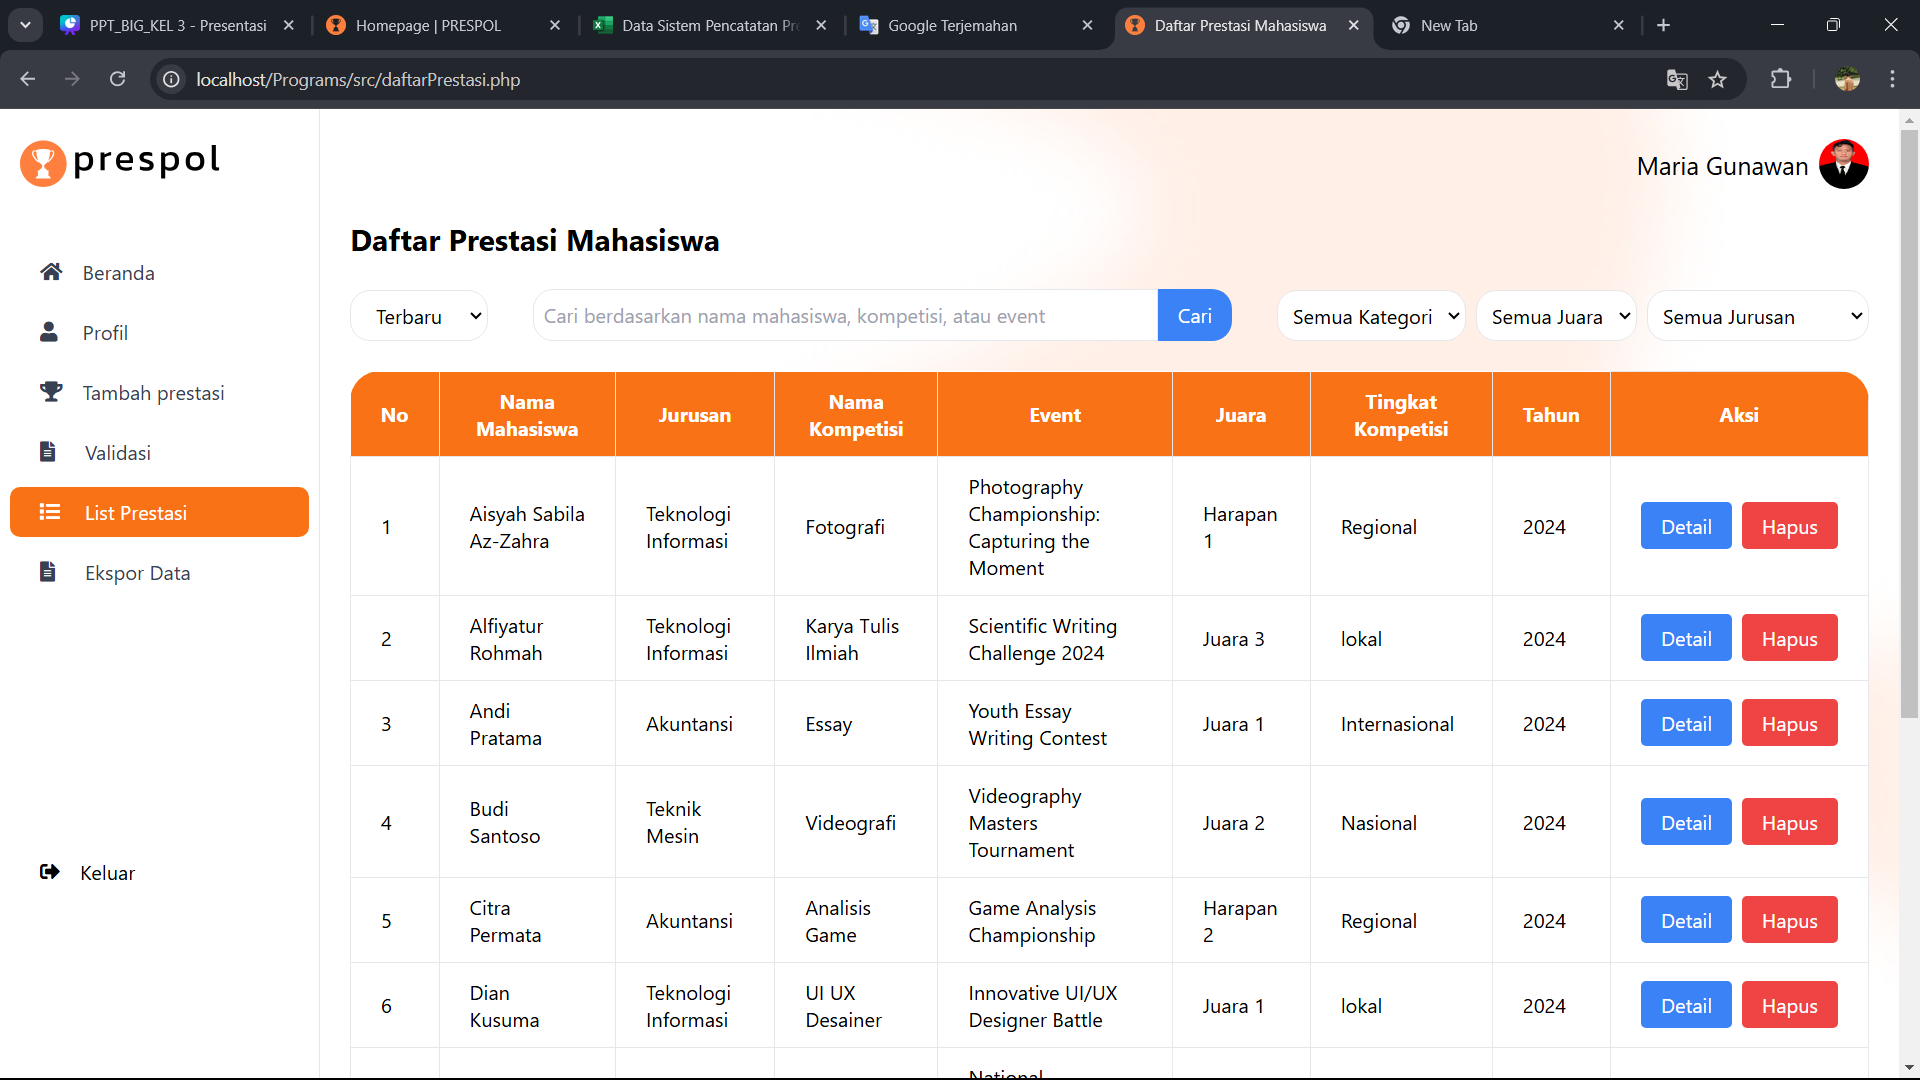 PPT_BIG_KEL 3 - Presentasi
Homepage | PRESPOL
Data Sistem Pencatatan Pre
Google Terjemahan
Daftar Prestasi Mahasiswa
New Tab
localhost/Programs/src/daftarPrestasi.php
prespol
Maria Gunawan
Beranda
Profil
Tambah prestasi
Validasi
List Prestasi
Ekspor Data
Keluar
Daftar Prestasi Mahasiswa
Terbaru
Cari berdasarkan nama mahasiswa, kompetisi, atau event
Cari
Semua Kategori
Semua Juara
Semua Jurusan
No
Nama
Mahasiswa
Jurusan
Nama
Kompetisi
Event
Juara
Tingkat
Kompetisi
Tahun
Aksi
1
Aisyah Sabila
Az-Zahra
Teknologi
Informasi
Fotografi
Photography
Championship:
Capturing the
Moment
Harapan
1
Regional
2024
Detail
Hapus
2
Alfiyatur
Rohmah
Teknologi
Informasi
Karya Tulis
Ilmiah
Scientific Writing
Challenge 2024
Juara 3
lokal
2024
Detail
Hapus
3
Andi
Pratama
Akuntansi
Essay
Youth Essay
Writing Contest
Juara 1
Internasional
2024
Detail
Hapus
4
Budi
Santoso
Teknik
Mesin
Videografi
Videography
Masters
Tournament
Juara 2
Nasional
2024
Detail
Hapus
5
Citra
Permata
Akuntansi
Analisis
Game
Game Analysis
Championship
Harapan
2
Regional
2024
Detail
Hapus
6
Dian
Kusuma
Teknologi
Informasi
UI UX
Desainer
Innovative UI/UX
Designer Battle
Juara 1
lokal
2024
Detail
Hapus
National